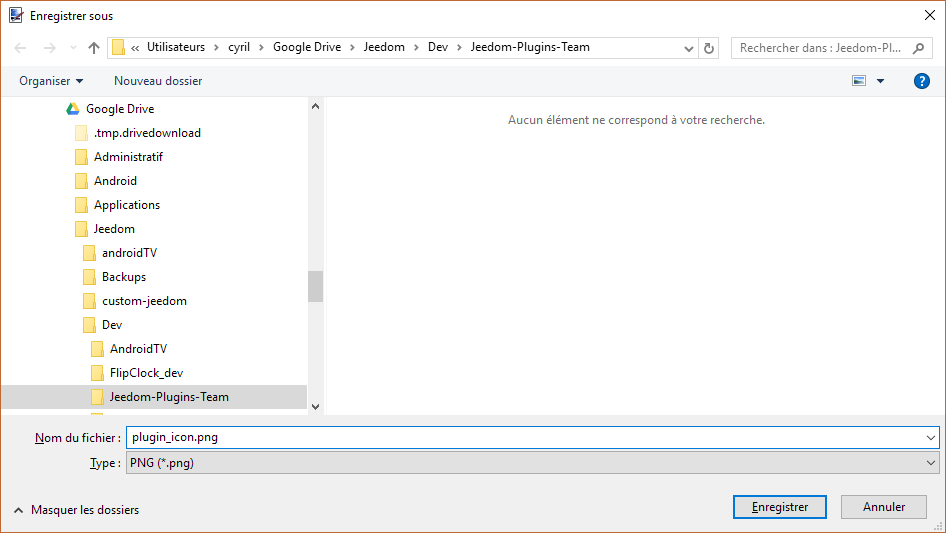 Enregistrer sous
« Utilisateurs > cyril > Google Drive > Jeedom > Dev > Jeedom-Plugins-Team
Rechercher dans : Jeedom-Pl...
Organiser
Nouveau dossier
?
Google Drive
.tmp.drivedownload
Administratif
Android
Applications
Jeedom
androidTV
Backups
custom-jeedom
Dev
AndroidTV
FlipClock_dev
Jeedom-Plugins-Team
Aucun élément ne correspond à votre recherche.
Nom du fichier : plugin_icon.png
Type : PNG (*.png)
Masquer les dossiers
Enregistrer
Annuler